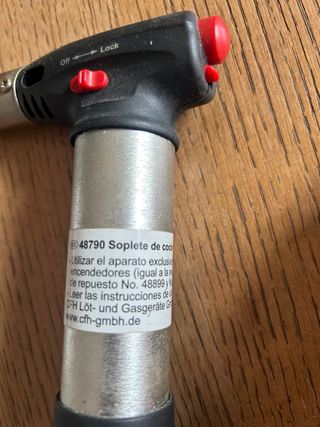 Off Lock
ES 48790 Soplete de coc
- Utilizar el aparato
encendedores (igual a la
de repuesto No. 48899 y
- Leer las instrucciones de
CFH Löt- und Gasgeräte
www.cfh-gmbh.de